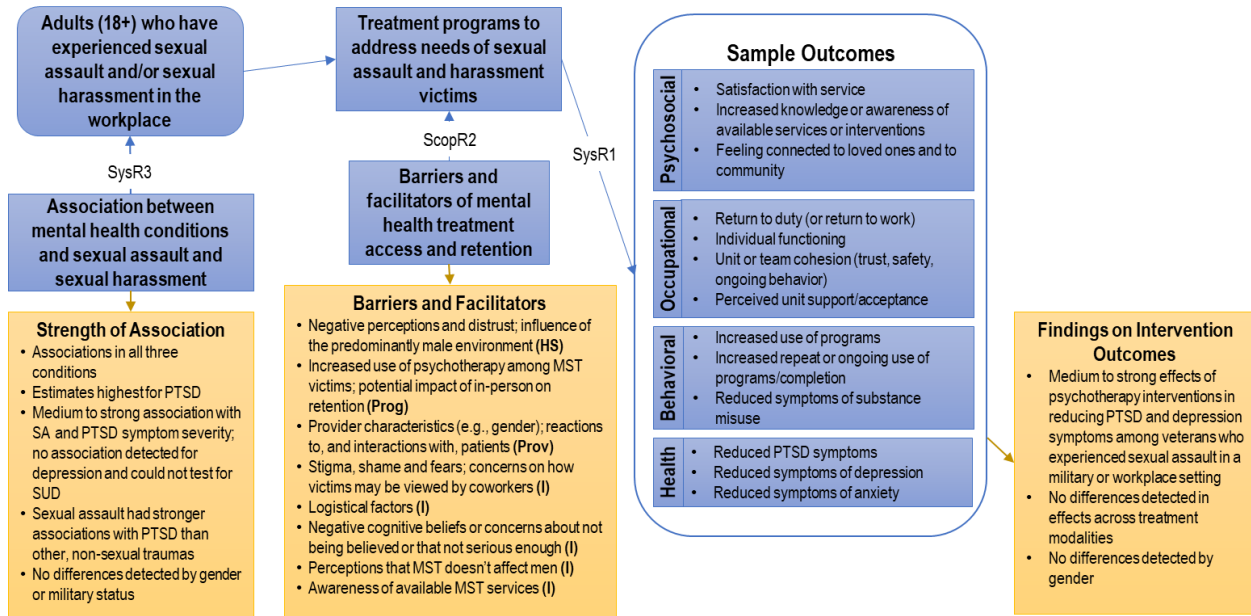 Adults (18+) who have
experienced sexual
assault and/or sexual
harassment in the
workplace
SysR3
Association between
mental health conditions
and sexual assault and
sexual harassment
Strength of Association
• Associations in all three
conditions
• Estimates highest for PTSD
• Medium to strong association with
SA and PTSD symptom severity;
no association detected for
depression and could not test for
SUD
• Sexual assault had stronger
associations with PTSD than
other, non-sexual traumas
• No differences detected by gender
or military status
Treatment programs to
address needs of sexual
assault and harassment
victims
ScopR2
Barriers and
facilitators of mental
health treatment
access and retention
Barriers and Facilitators
• Negative perceptions and distrust; influence of
the predominantly male environment (HS)
• Increased use of psychotherapy among MST
victims; potential impact of in-person on
retention (Prog)
• Provider characteristics (e.g., gender); reactions
to, and interactions with, patients (Prov)
• Stigma, shame and fears; concerns on how
victims may be viewed by coworkers (I)
• Logistical factors (I)
• Negative cognitive beliefs or concerns about not
being believed or that not serious enough (I)
• Perceptions that MST doesn't affect men (I)
• Awareness of available MST services (I)
SysR1
Sample Outcomes
Psychosocial
• Satisfaction with service
• Increased knowledge or awareness of
available services or interventions
• Feeling connected to loved ones and to
community
Occupational
• Return to duty (or return to work)
• Individual functioning
• Unit or team cohesion (trust, safety,
ongoing behavior)
• Perceived unit support/acceptance
Behavioral
• Increased use of programs
• Increased repeat or ongoing use of
programs/completion
• Reduced symptoms of substance
misuse
Health
• Reduced PTSD symptoms
• Reduced symptoms of depression
• Reduced symptoms of anxiety
Findings on Intervention
Outcomes
• Medium to strong effects of
psychotherapy interventions in
reducing PTSD and depression
symptoms among veterans who
experienced sexual assault in a
military or workplace setting
• No differences detected in
effects across treatment
modalities
• No differences detected by
gender